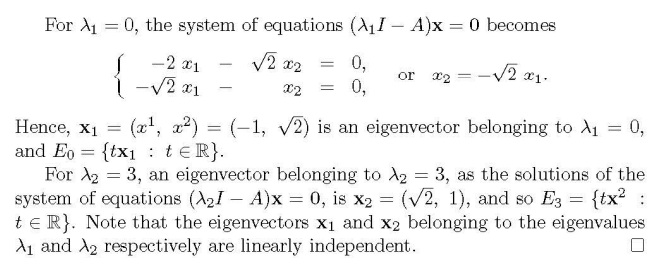 For λ₁ = 0, the system of equations (λ₁I − A)𝐱 = 0 becomes
{ −2 x₁ − √2 x₂ = 0,
−√2 x₁ − x₂ = 0, or x₂ = −√2 x₁.
Hence, 𝐱₁ = (x¹, x²) = (−1, √2) is an eigenvector belonging to λ₁ = 0,
and E₀ = {t𝐱₁ : t ∈ ℝ}.
For λ₂ = 3, an eigenvector belonging to λ₂ = 3, as the solutions of the
system of equations (λ₂I − A)𝐱 = 0, is 𝐱₂ = (√2, 1), and so E₃ = {t𝐱² :
t ∈ ℝ}. Note that the eigenvectors 𝐱₁ and 𝐱₂ belonging to the eigenvalues
λ₁ and λ₂ respectively are linearly independent. □